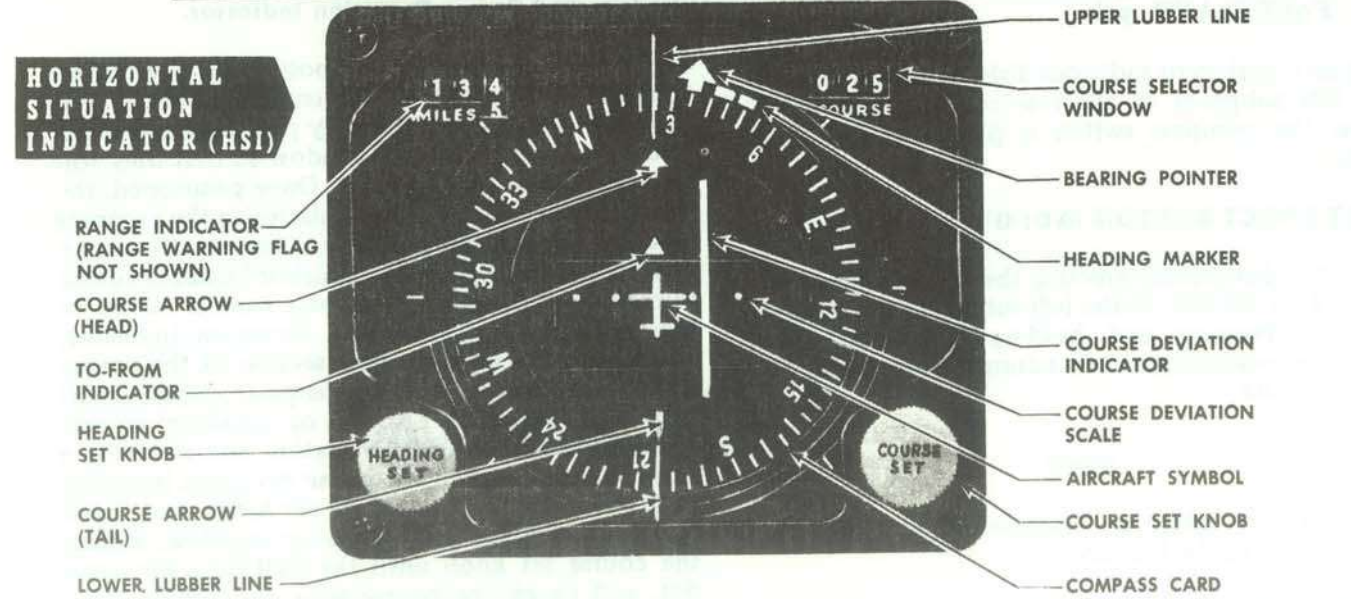 HORIZONTAL
SITUATION
INDICATOR (HSI)
RANGE INDICATOR
(RANGE WARNING FLAG
NOT SHOWN)
COURSE ARROW
(HEAD)
TO-FROM
INDICATOR
HEADING
SET KNOB
COURSE ARROW
(TAIL)
LOWER LUBBER LINE
1 3 4
5
MILES
0 2 5
COURSE
N
3
6
E
12
15
S
21
24
W
30
33
HEADING
SET
COURSE
SET
UPPER LUBBER LINE
COURSE SELECTOR
WINDOW
BEARING POINTER
HEADING MARKER
COURSE DEVIATION
INDICATOR
COURSE DEVIATION
SCALE
AIRCRAFT SYMBOL
COURSE SET KNOB
COMPASS CARD